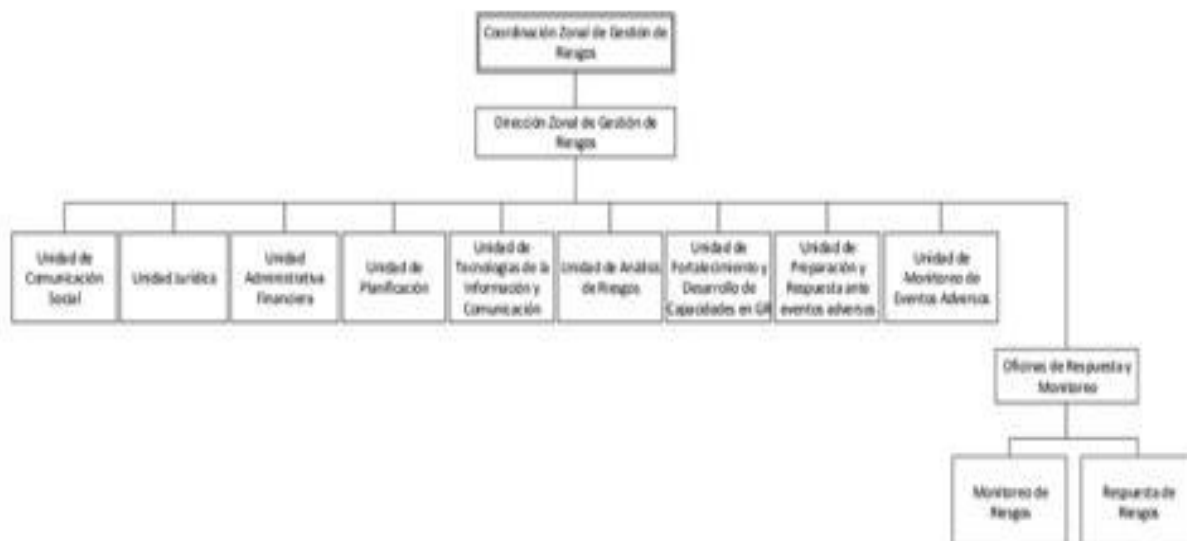 Coordinación Zonal de Gestión de
Riesgos
Dirección Zonal de Gestión de
Riesgos
Unidad de
Comunicación
Social
Unidad Jurídica
Unidad
Administrativa
Financiera
Unidad de
Planificación
Unidad de
Tecnologías de la
Información y
Comunicación
Unidad de Análisis
de Riesgos
Unidad de
Fortalecimiento y
Desarrollo de
Capacidades en GR
Unidad de
Preparación y
Respuesta ante
eventos adversos
Unidad de
Monitoreo de
Eventos Adversos
Oficinas de Respuesta y
Monitoreo
Monitoreo de
Riesgos
Respuesta de
Riesgos